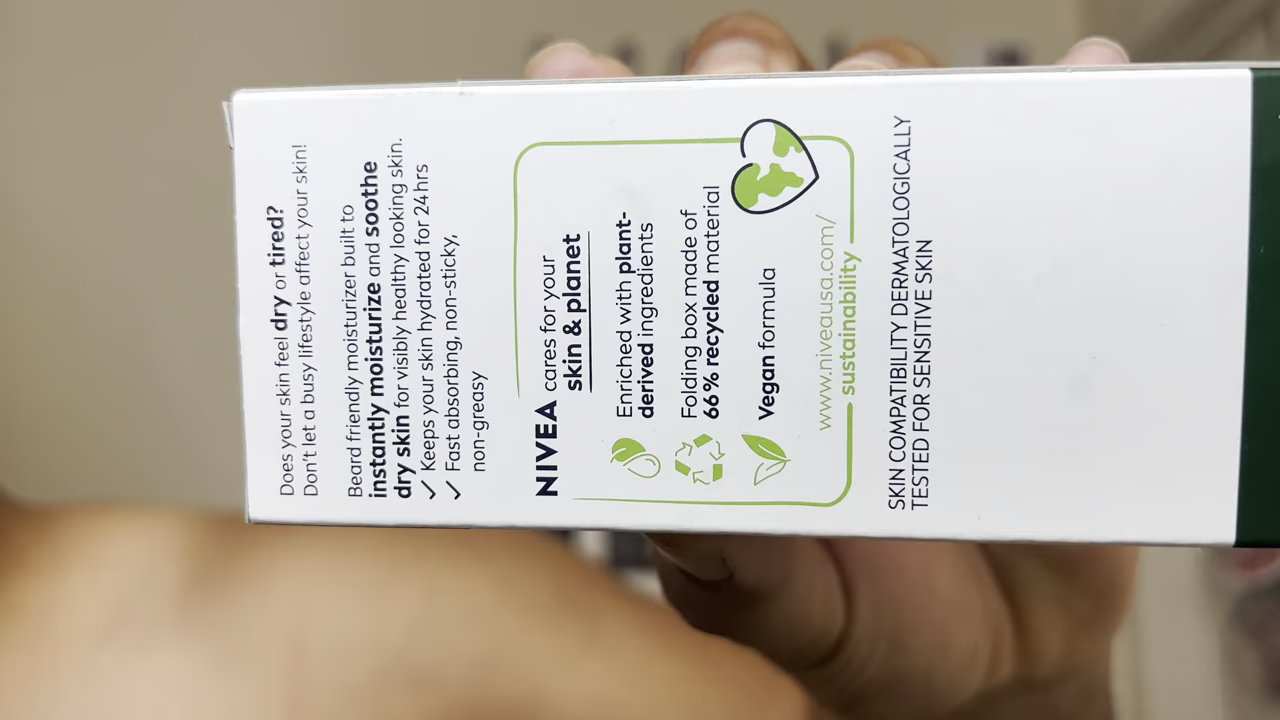 Does your skin feel dry or tired?
Don't let a busy lifestyle affect your skin!
Beard friendly moisturizer built to
instantly moisturize and soothe
dry skin for visibly healthy looking skin.
✓ Keeps your skin hydrated for 24hrs
✓ Fast absorbing, non-sticky,
non-greasy
NIVEA cares for your
skin & planet
Enriched with plant-
derived ingredients
Folding box made of
66% recycled material
Vegan formula
www.niveausa.com/
sustainability
SKIN COMPATIBILITY DERMATOLOGICALLY
TESTED FOR SENSITIVE SKIN